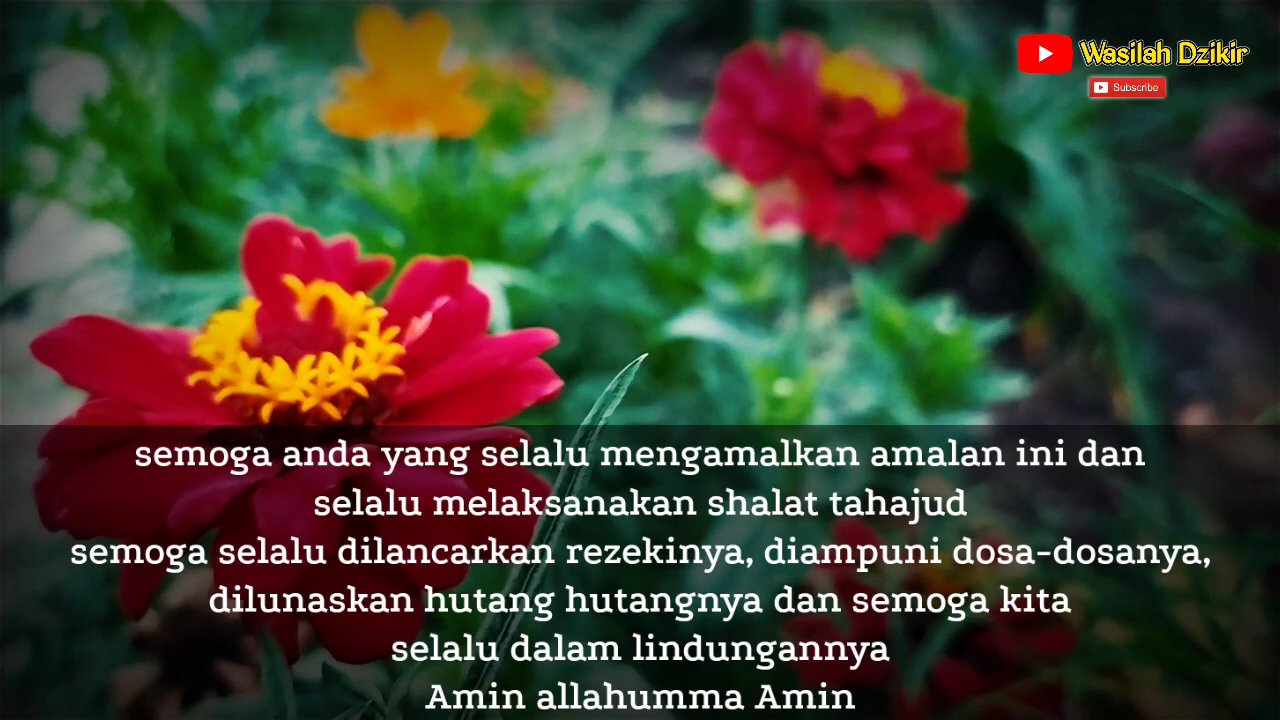 Wasilah Dzikir
Subscribe
semoga anda yang selalu mengamalkan amalan ini dan
selalu melaksanakan shalat tahajud
semoga selalu dilancarkan rezekinya, diampuni dosa-dosanya,
dilunaskan hutang hutangnya dan semoga kita
selalu dalam lindungannya
Amin allahumma Amin